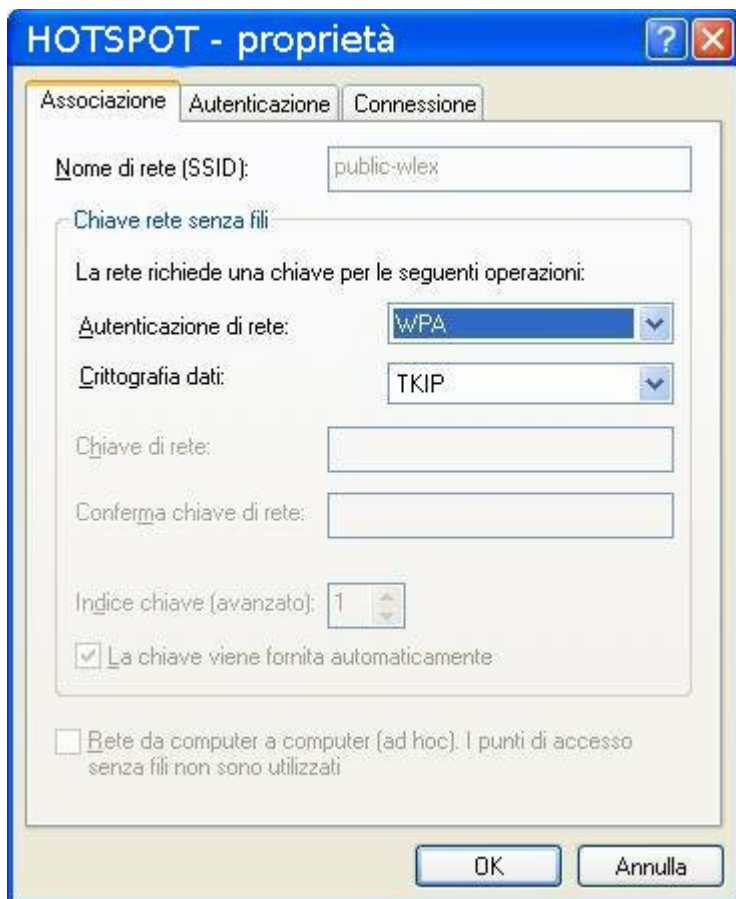 HOTSPOT - proprietà
Associazione Autenticazione Connessione
Nome di rete (SSID): public-wlex
Chiave rete senza fili
La rete richiede una chiave per le seguenti operazioni:
Autenticazione di rete: WPA
Crittografia dati: TKIP
Chiave di rete:
Conferma chiave di rete:
Indice chiave (avanzato): 1
La chiave viene fornita automaticamente
Rete da computer a computer (ad hoc). I punti di accesso
senza fili non sono utilizzati
OK Annulla